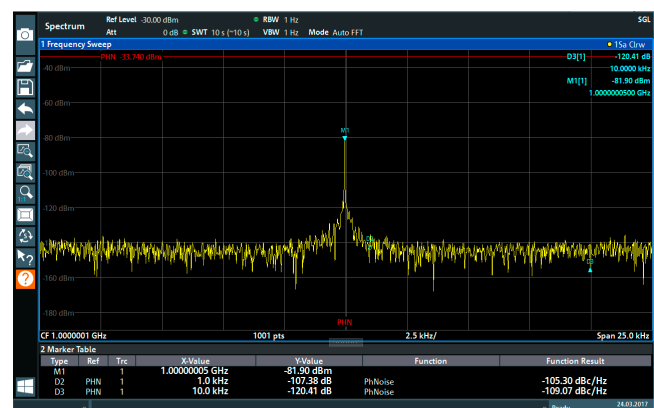 Spectrum
Ref Level -30.00 dBm
RBW 1 Hz
SGL
Att 0 dB SWT 10 s (~10 s) VBW 1 Hz Mode Auto FFT
1 Frequency Sweep
1Sa Clrw
PHN -33.740 dBm
D3[1] -120.41 dB
10.0000 kHz
-40 dBm
M1[1] -81.90 dBm
1.0000000500 GHz
-60 dBm
M1
-80 dBm
-100 dBm
-120 dBm
D2
D3
-160 dBm
-180 dBm
PHN
CF 1.0000001 GHz 1001 pts 2.5 kHz/ Span 25.0 kHz
2 Marker Table
Type Ref Trc X-Value Y-Value Function Function Result
M1 1 1.00000005 GHz -81.90 dBm
D2 PHN 1 1.0 kHz -107.38 dB PhNoise -105.30 dBc/Hz
D3 PHN 1 10.0 kHz -120.41 dB PhNoise -109.07 dBc/Hz
Ready
24.03.2017